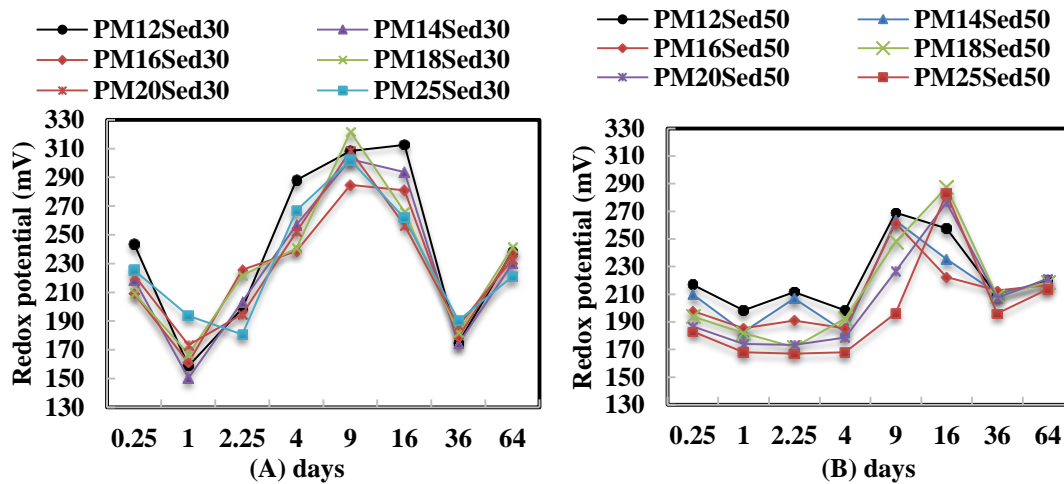 PM12Sed30 PM14Sed30
PM16Sed30 PM18Sed30
PM20Sed30 PM25Sed30
Redox potential (mV)
330
310
290
270
250
230
210
190
170
150
130
0.25 1 2.25 4 9 16 36 64
(A) days
PM12Sed50 PM14Sed50
PM16Sed50 PM18Sed50
PM20Sed50 PM25Sed50
Redox potential (mV)
330
310
290
270
250
230
210
190
170
150
130
0.25 1 2.25 4 9 16 36 64
(B) days